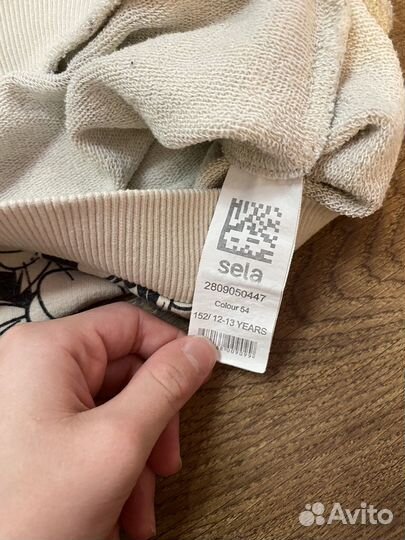 sela
2809050447
Colour 54
152/ 12-13 YEARS
Avito